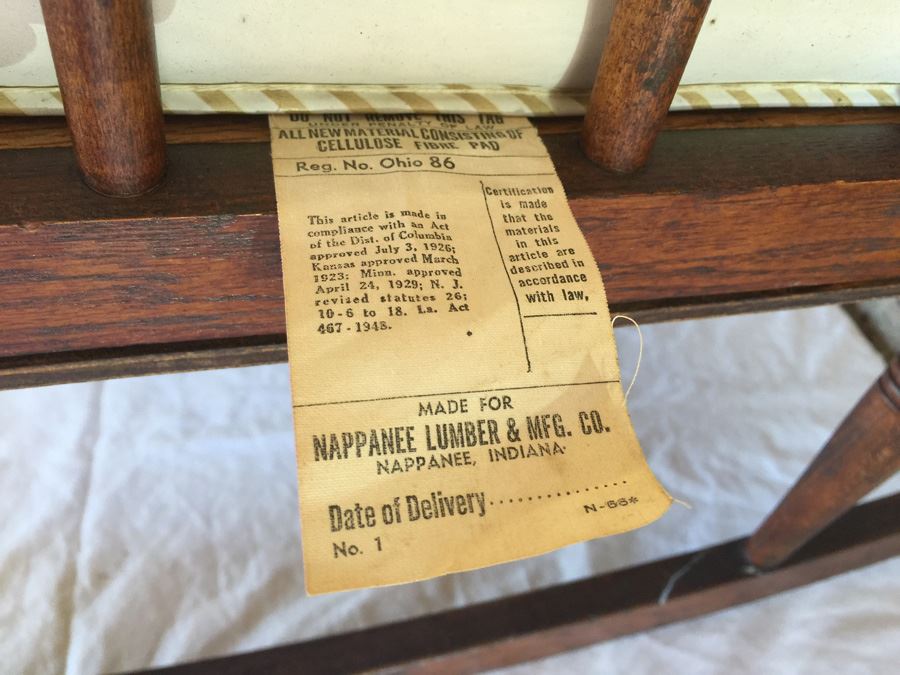 DO NOT REMOVE THIS TAG
UNDER PENALTY OF LAW
ALL NEW MATERIAL CONSISTING OF
CELLULOSE FIBRE PAD
Reg. No. Ohio 86
This article is made in
compliance with an Act
of the Dist. of Columbia
approved July 3, 1926;
Kansas approved March
1923; Minn. approved
April 24, 1929; N. J.
revised statutes 26;
10-6 to 18. La. Act
467-1948.
Certification
is made
that the
materials
in this
article are
described in
accordance
with law,
MADE FOR
NAPPANEE LUMBER & MFG. CO.
NAPPANEE, INDIANA
Date of Delivery...............
N-66*
No. 1